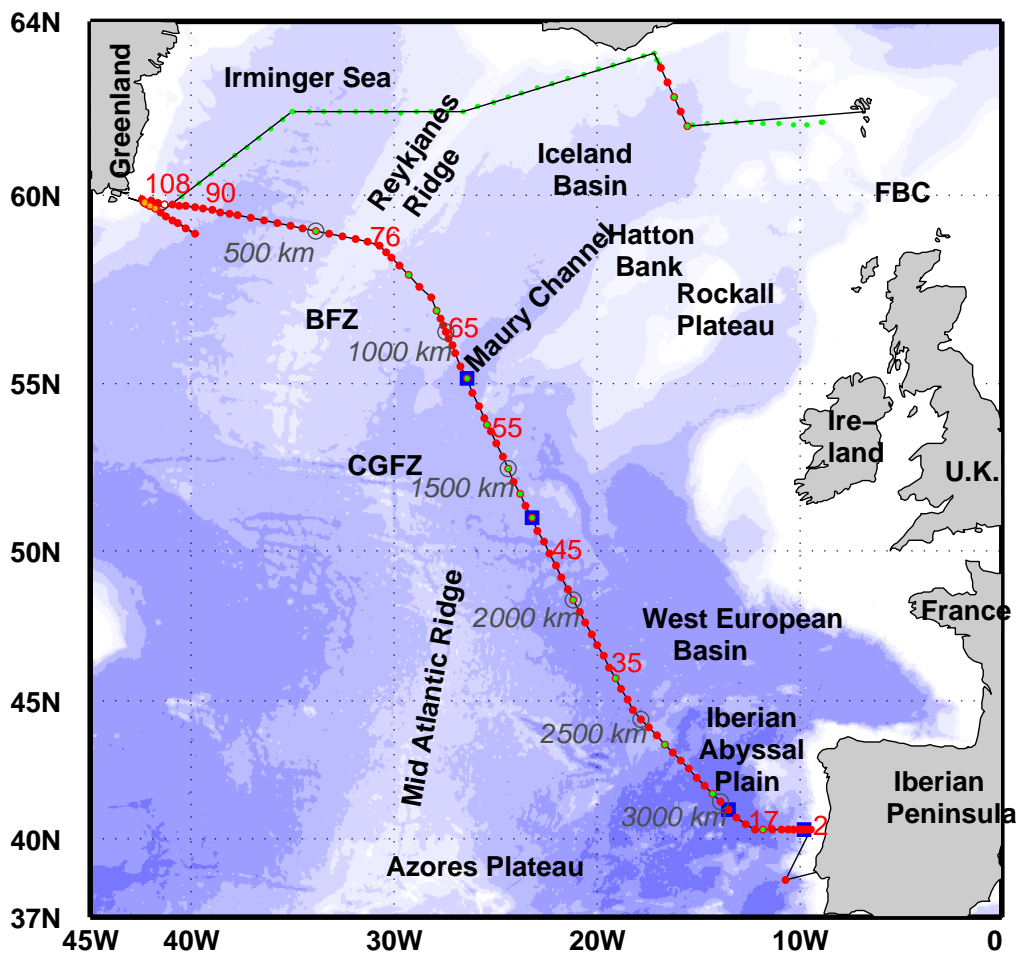 64N
Greenland
Irminger Sea
Reykjanes
Ridge
Iceland
Basin
108
90
60N
FBC
500 km
76
Hatton
Bank
Maury Channel
Rockall
Plateau
BFZ
65
1000 km
55N
55
Ire–
land
CGFZ
1500 km
U.K.
50N
45
Mid Atlantic Ridge
2000 km
West European
Basin
France
35
45N
2500 km
Iberian
Abyssal
Plain
Iberian
Peninsula
3000 km
17
2
40N
Azores Plateau
37N
45W
30W
20W
10W
0